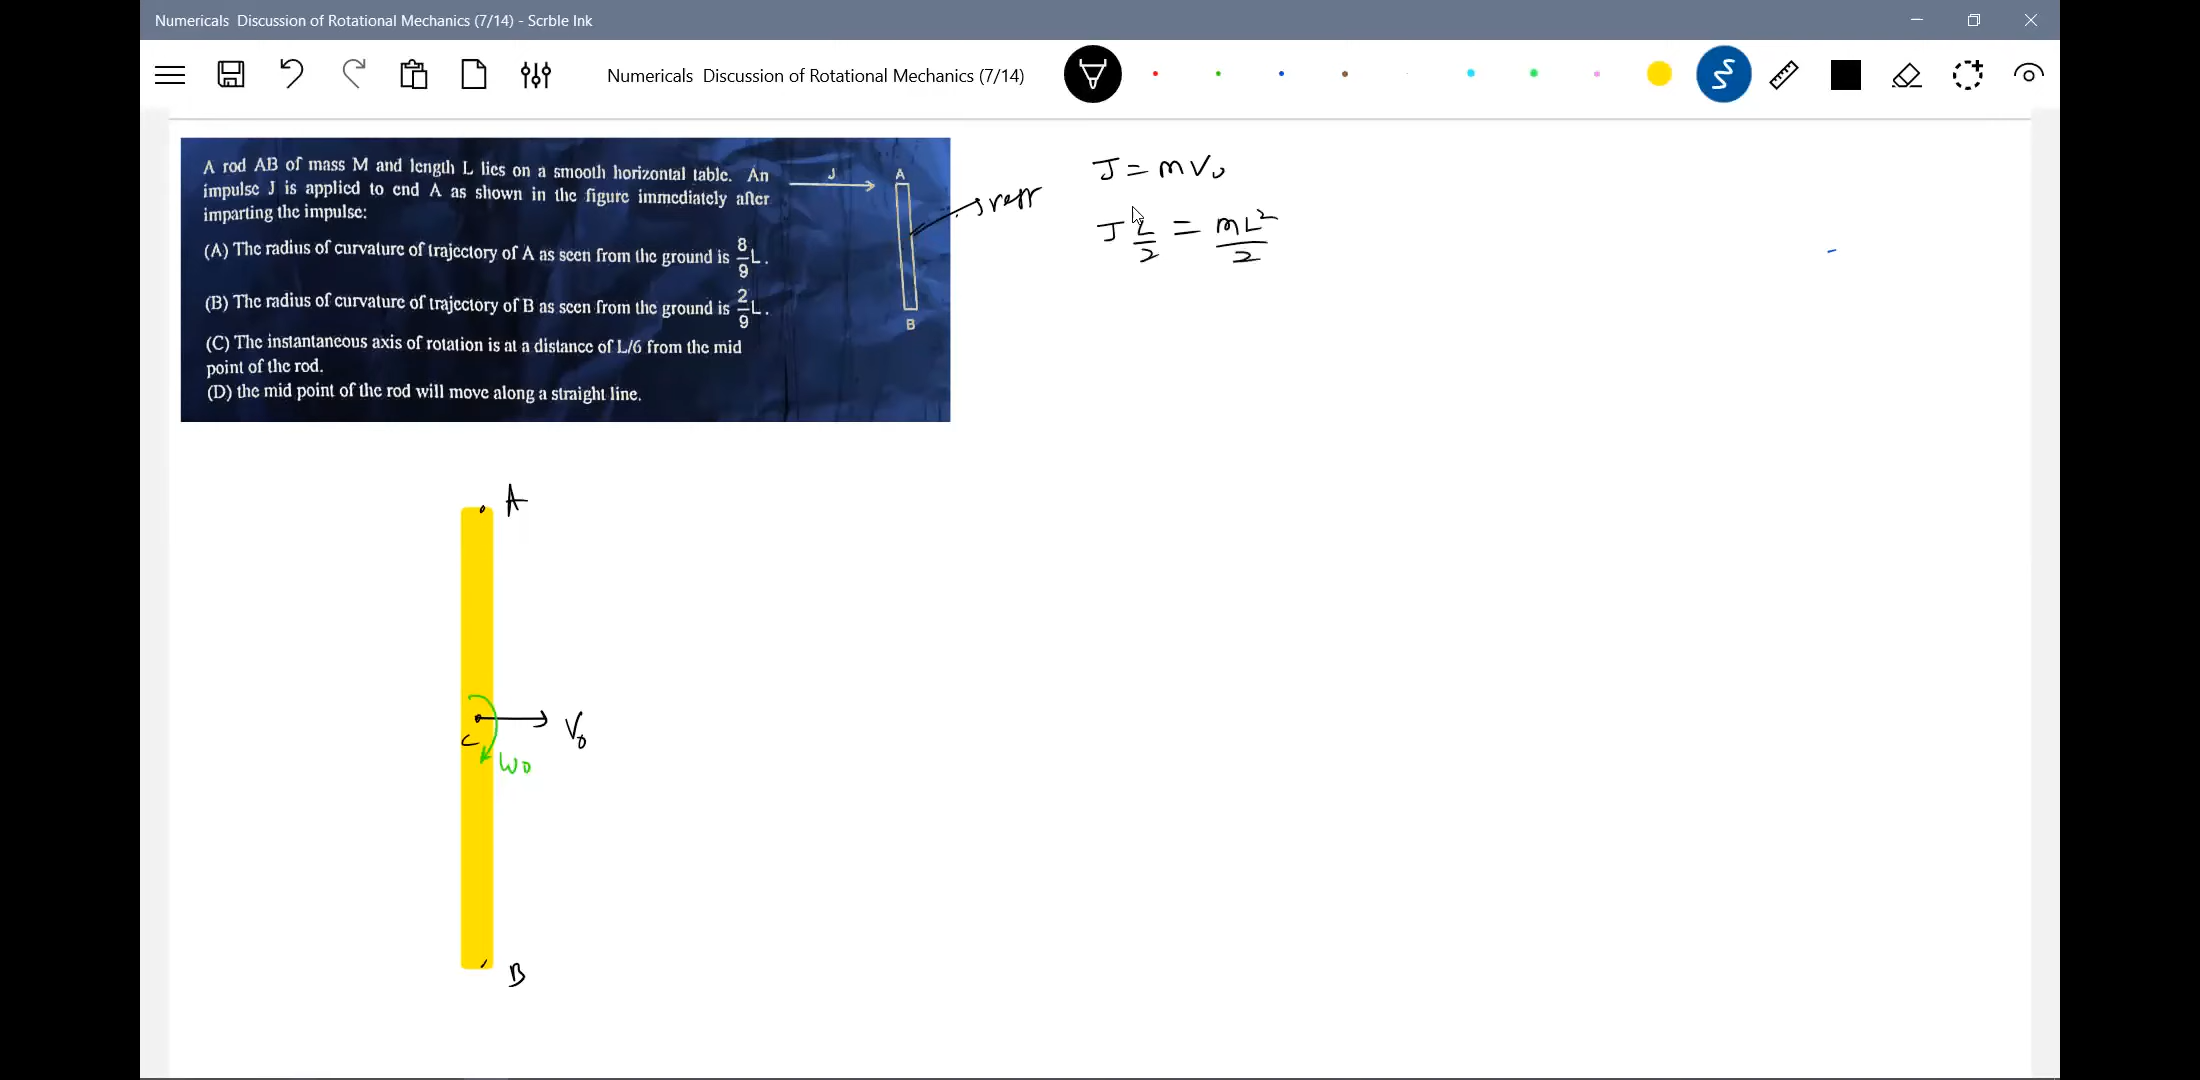 Numericals Discussion of Rotational Mechanics (7/14) - Scrble Ink
Numericals Discussion of Rotational Mechanics (7/14)
A rod AB of mass M and length L lies on a smooth horizontal table. An
impulse J is applied to end A as shown in the figure immediately after
imparting the impulse:
(A) The radius of curvature of trajectory of A as seen from the ground is 8/9 L.
(B) The radius of curvature of trajectory of B as seen from the ground is 2/9 L.
(C) The instantaneous axis of rotation is at a distance of L/6 from the mid
point of the rod.
(D) the mid point of the rod will move along a straight line.
J
A
B
J = mV₀
J L/2 = mL²/2
A
C
V₀
ω₀
B